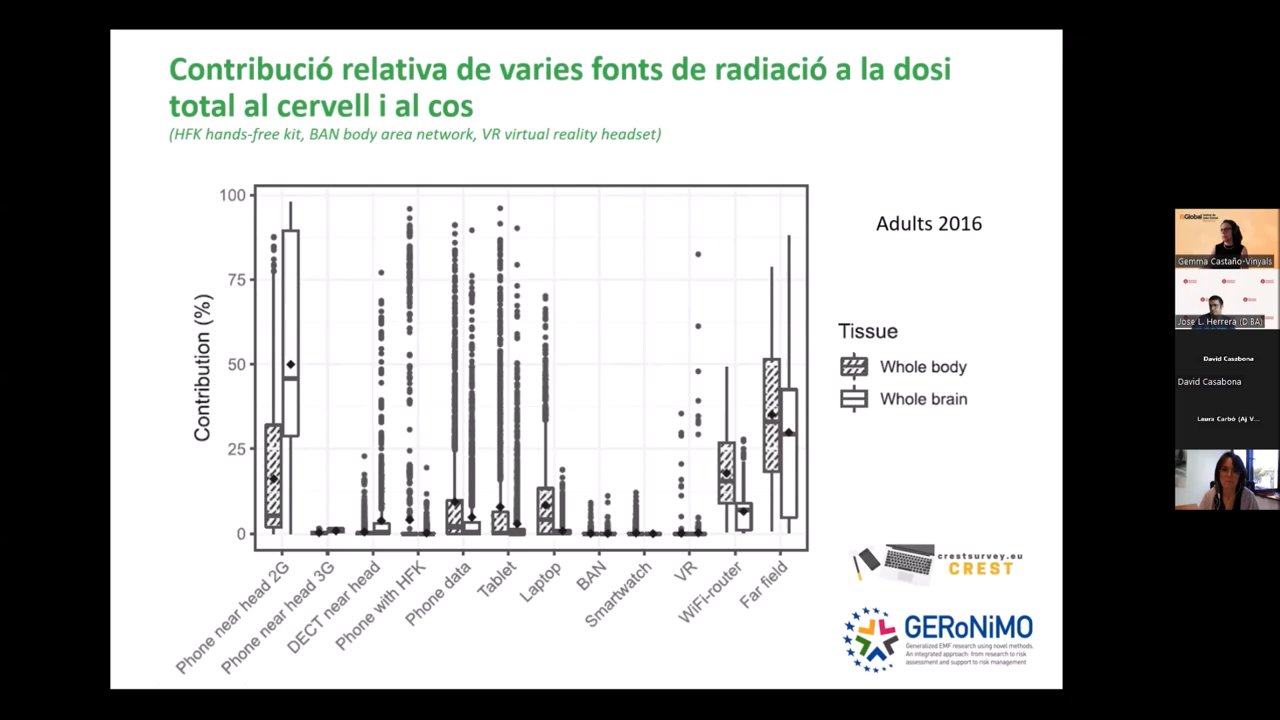 Contribució relativa de varies fonts de radiació a la dosi
total al cervell i al cos
(HFK hands-free kit, BAN body area network, VR virtual reality headset)
Contribution (%)
100
75
50
25
0
Phone near head 2G
Phone near head 3G
DECT near head
Phone with HFK
Phone data
Tablet
Laptop
BAN
Smartwatch
VR
WiFi-router
Far field
Adults 2016
Tissue
Whole body
Whole brain
crestsurvey.eu
CREST
GERoNiMO
Generalized EMF research using novel methods.
An integrated approach: from research to risk
assessment and support to risk management
ISGlobal
Gemma Castaño-Vinyals
Jose L. Herrera (DiBA)
David Casabona
David Casabona
Laura Carbó (Aj V...